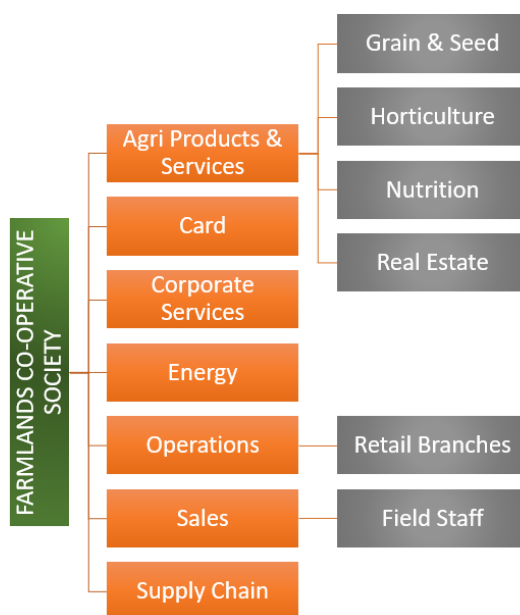 FARMLANDS CO-OPERATIVE
SOCIETY
Agri Products &
Services
Grain & Seed
Horticulture
Nutrition
Real Estate
Card
Corporate
Services
Energy
Operations
Retail Branches
Sales
Field Staff
Supply Chain